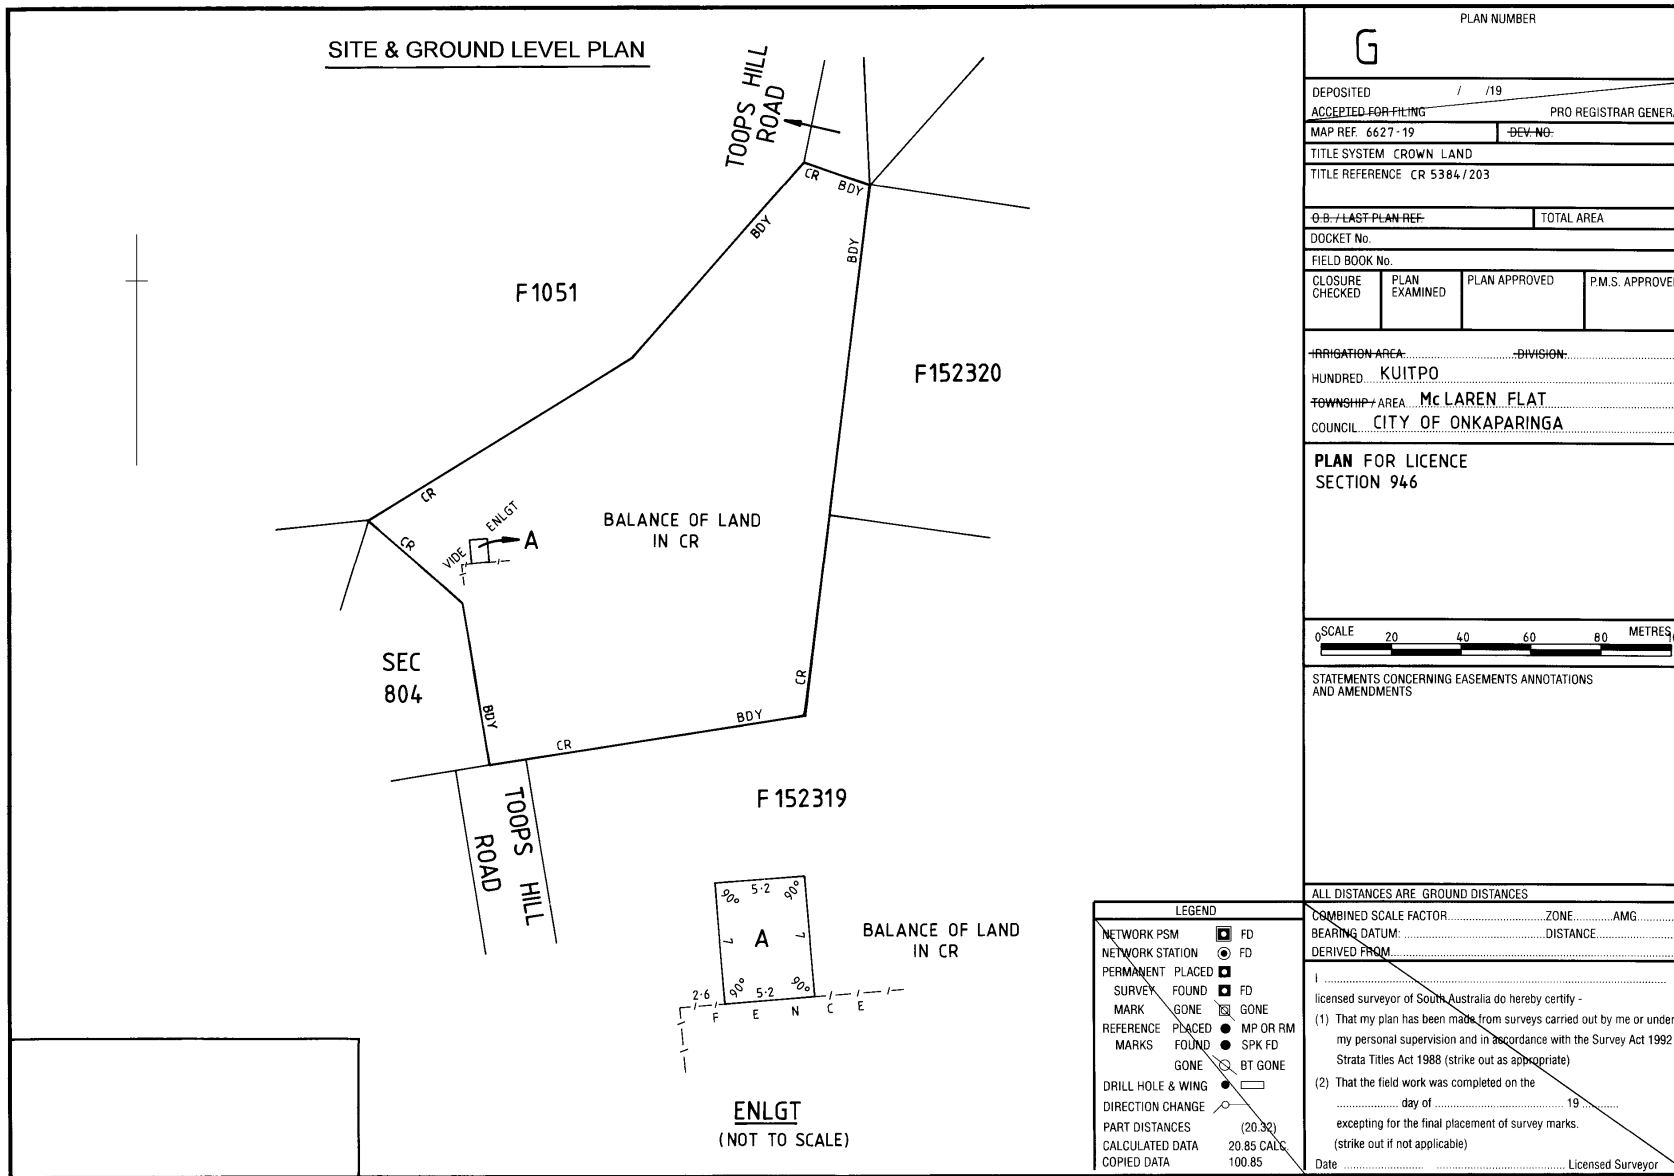 SITE & GROUND LEVEL PLAN
TOOPS HILL
ROAD
CR
BDY
BDY
BDY
F1051
F152320
CR
CR
ENLGT
VIDE
A
BALANCE OF LAND
IN CR
SEC
804
BDY
CR
BDY
CR
TOOPS HILL
ROAD
F152319
90° 5·2 90°
7 A 7
90° 5·2 90°
2·6
F E N C E
BALANCE OF LAND
IN CR
ENLGT
(NOT TO SCALE)
LEGEND
NETWORK PSM FD
NETWORK STATION FD
PERMANENT PLACED
SURVEY FOUND FD
MARK GONE GONE
REFERENCE PLACED MP OR RM
MARKS FOUND SPK FD
GONE BT GONE
DRILL HOLE & WING
DIRECTION CHANGE
PART DISTANCES (20.32)
CALCULATED DATA 20.85 CALC
COPIED DATA 100.85
PLAN NUMBER
G
DEPOSITED / /19
ACCEPTED FOR FILING PRO REGISTRAR GENERA
MAP REF. 6627-19 DEV. NO.
TITLE SYSTEM CROWN LAND
TITLE REFERENCE CR 5384/203
O.B. / LAST PLAN REF. TOTAL AREA
DOCKET No.
FIELD BOOK No.
CLOSURE CHECKED PLAN EXAMINED PLAN APPROVED P.M.S. APPROVED
IRRIGATION AREA DIVISION
HUNDRED KUITPO
TOWNSHIP / AREA Mc LAREN FLAT
COUNCIL CITY OF ONKAPARINGA
PLAN FOR LICENCE
SECTION 946
SCALE METRES
0 20 40 60 80
STATEMENTS CONCERNING EASEMENTS ANNOTATIONS
AND AMENDMENTS
ALL DISTANCES ARE GROUND DISTANCES
COMBINED SCALE FACTOR ZONE AMG
BEARING DATUM: DISTANCE
DERIVED FROM
I
licensed surveyor of South Australia do hereby certify -
(1) That my plan has been made from surveys carried out by me or under
my personal supervision and in accordance with the Survey Act 1992
Strata Titles Act 1988 (strike out as appropriate)
(2) That the field work was completed on the
day of 19
excepting for the final placement of survey marks.
(strike out if not applicable)
Date Licensed Surveyor